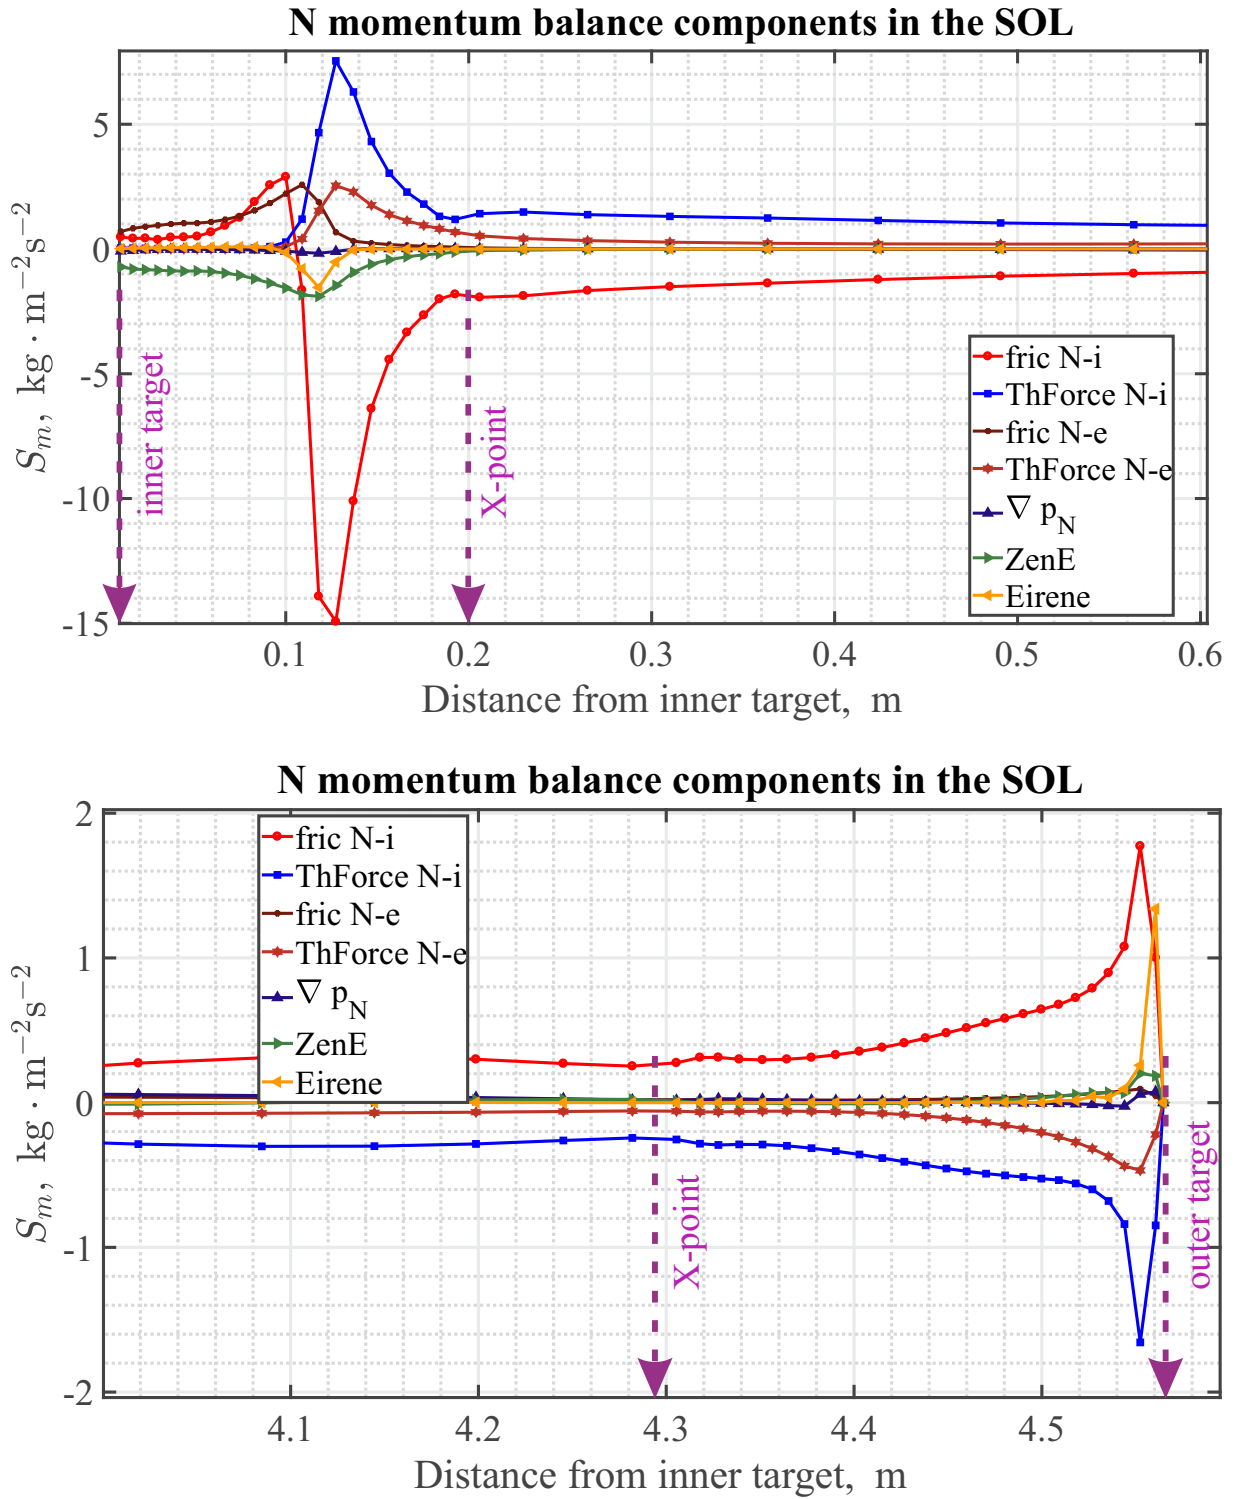 N momentum balance components in the SOL
5
0
-5
-10
-15
S_m, kg · m^−2s^−2
inner target
X-point
fric N-i
ThForce N-i
fric N-e
ThForce N-e
∇ p_N
ZenE
Eirene
0.1 0.2 0.3 0.4 0.5 0.6
Distance from inner target, m
N momentum balance components in the SOL
2
1
0
-1
-2
S_m, kg · m^−2s^−2
fric N-i
ThForce N-i
fric N-e
ThForce N-e
∇ p_N
ZenE
Eirene
X-point
outer target
4.1 4.2 4.3 4.4 4.5
Distance from inner target, m